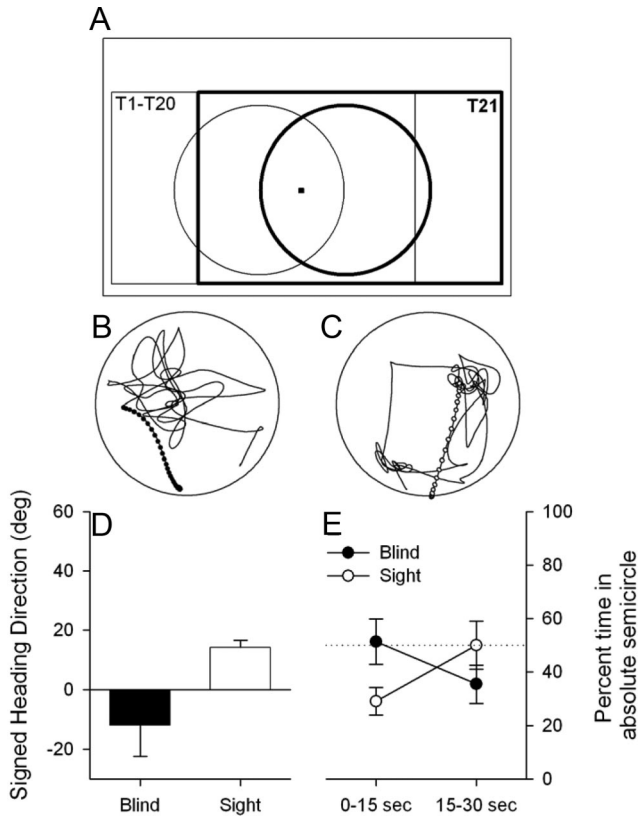 A
T1-T20
T21
B
C
D
E
Signed Heading Direction (deg)
60
40
20
0
-20
Blind
Sight
Blind
Sight
0-15 sec
15-30 sec
100
80
60
40
20
0
Percent time in
absolute semicircle